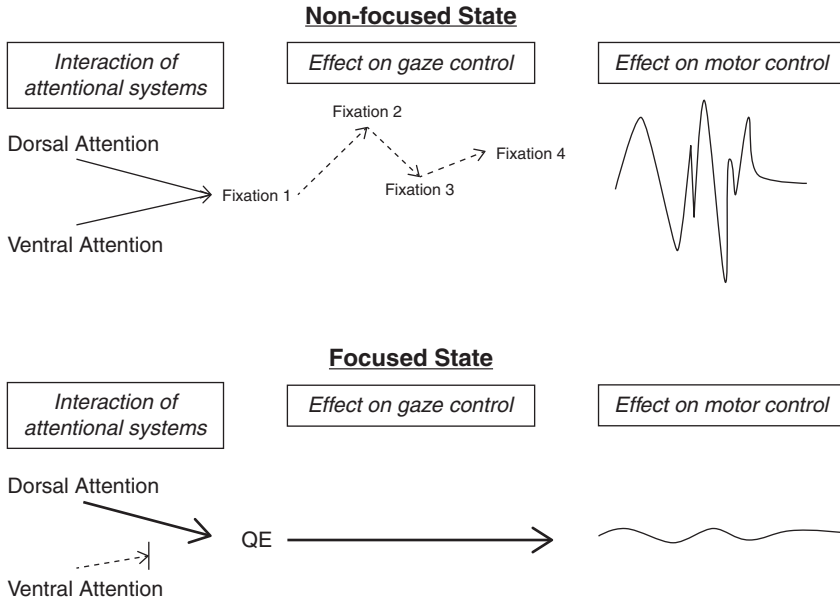 Non-focused State
Interaction of
attentional systems
Effect on gaze control
Effect on motor control
Dorsal Attention
Ventral Attention
Fixation 1
Fixation 2
Fixation 3
Fixation 4
Focused State
Interaction of
attentional systems
Effect on gaze control
Effect on motor control
Dorsal Attention
QE
Ventral Attention